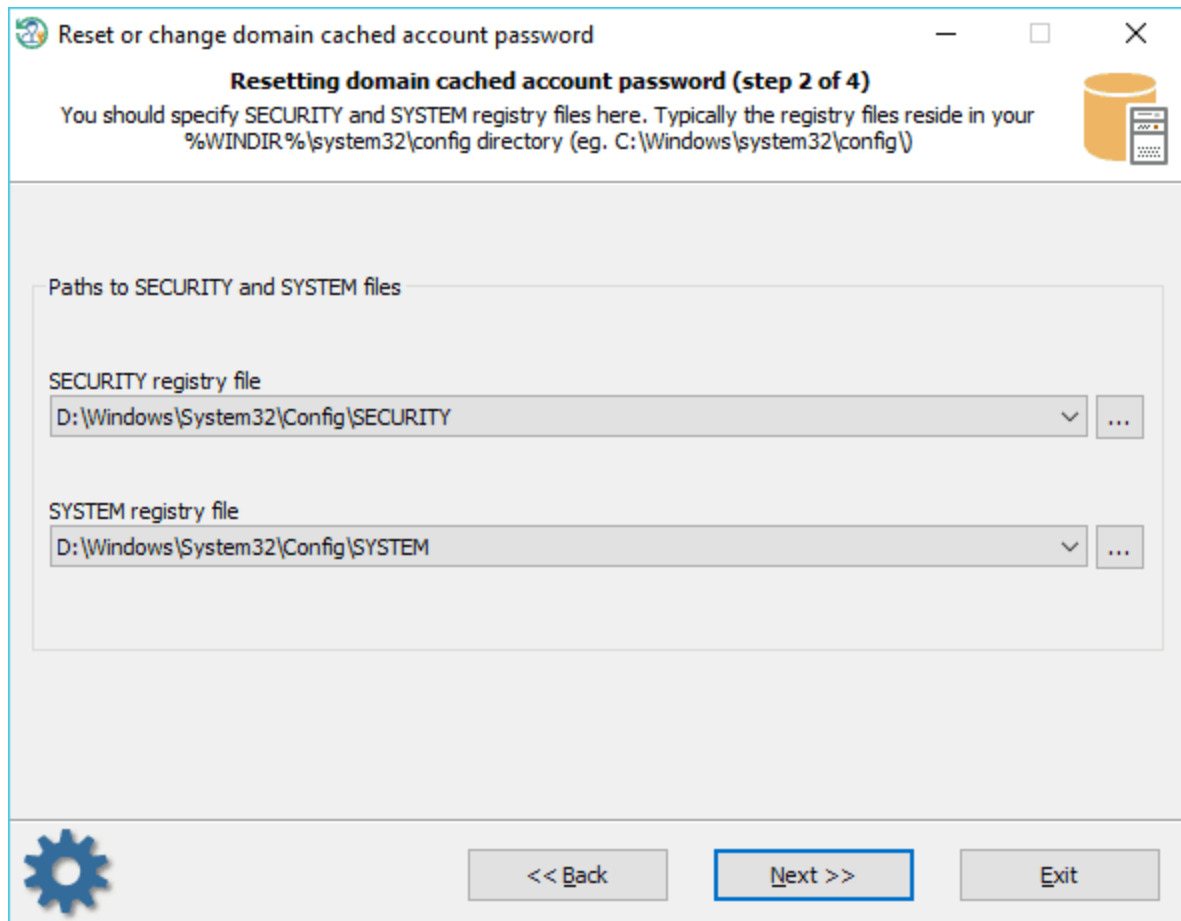 Reset or change domain cached account password
Resetting domain cached account password (step 2 of 4)
You should specify SECURITY and SYSTEM registry files here. Typically the registry files reside in your
%WINDIR%\system32\config directory (eg. C:\Windows\system32\config\)
Paths to SECURITY and SYSTEM files
SECURITY registry file
D:\Windows\System32\Config\SECURITY
...
SYSTEM registry file
D:\Windows\System32\Config\SYSTEM
...
<< Back
Next >>
Exit